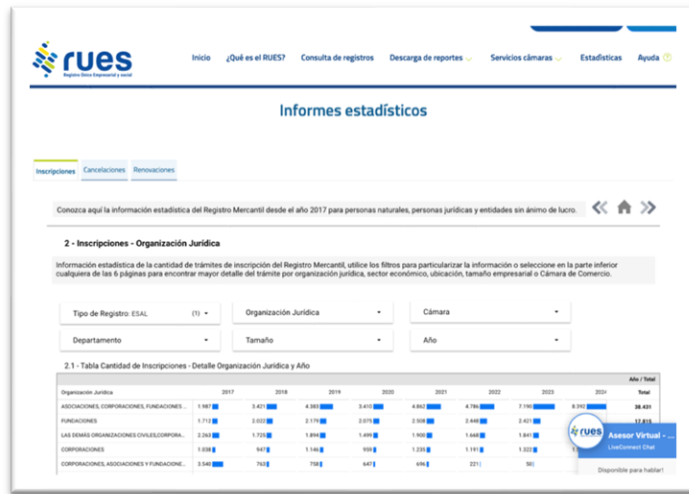 rues
Registro Único Empresarial y social
Inicio ¿Qué es el RUES? Consulta de registros Descarga de reportes Servicios cámaras Estadísticas Ayuda
Informes estadísticos
Inscripciones Cancelaciones Renovaciones
Conozca aquí la información estadística del Registro Mercantil desde el año 2017 para personas naturales, personas jurídicas y entidades sin ánimo de lucro.
2 - Inscripciones - Organización Jurídica
Información estadística de la cantidad de trámites de inscripción del Registro Mercantil, utilice los filtros para particularizar la información o seleccione en la parte inferior
cualquiera de las 6 páginas para encontrar mayor detalle del trámite por organización jurídica, sector económico, ubicación, tamaño empresarial o Cámara de Comercio.
Tipo de Registro: ESAL (1) Organización Jurídica Cámara
Departamento Tamaño Año
2.1 - Tabla Cantidad de Inscripciones - Detalle Organización Jurídica y Año
Año / Total
Organización Jurídica 2017 2018 2019 2020 2021 2022 2023 2024 Total
ASOCIACIONES, CORPORACIONES, FUNDACIONES... 1.987 3.421 4.383 3.410 4.862 4.786 7.190 8.392 38.431
FUNDACIONES 1.712 2.022 2.179 2.075 2.508 2.448 2.421 17.815
LAS DEMÁS ORGANIZACIONES CIVILES,CORPORA... 2.263 1.725 1.894 1.499 1.900 1.668 1.841
CORPORACIONES 1.038 947 1.146 959 1.235 1.191 1.322
CORPORACIONES, ASOCIACIONES Y FUNDACIONE... 3.540 763 758 647 696 221 50
rues
Asesor Virtual - ...
LiveConnect Chat
Disponible para hablar!